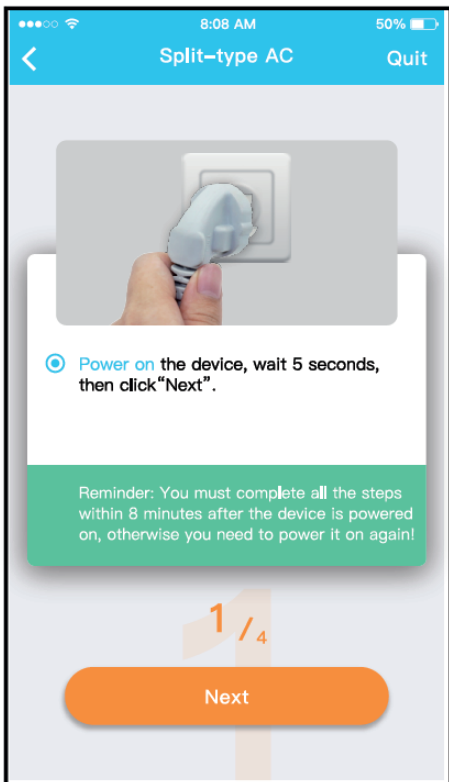 8:08 AM
50%
Split-type AC
Quit
Power on the device, wait 5 seconds,
then click“Next”.
Reminder: You must complete all the steps
within 8 minutes after the device is powered
on, otherwise you need to power it on again!
1 / 4
Next